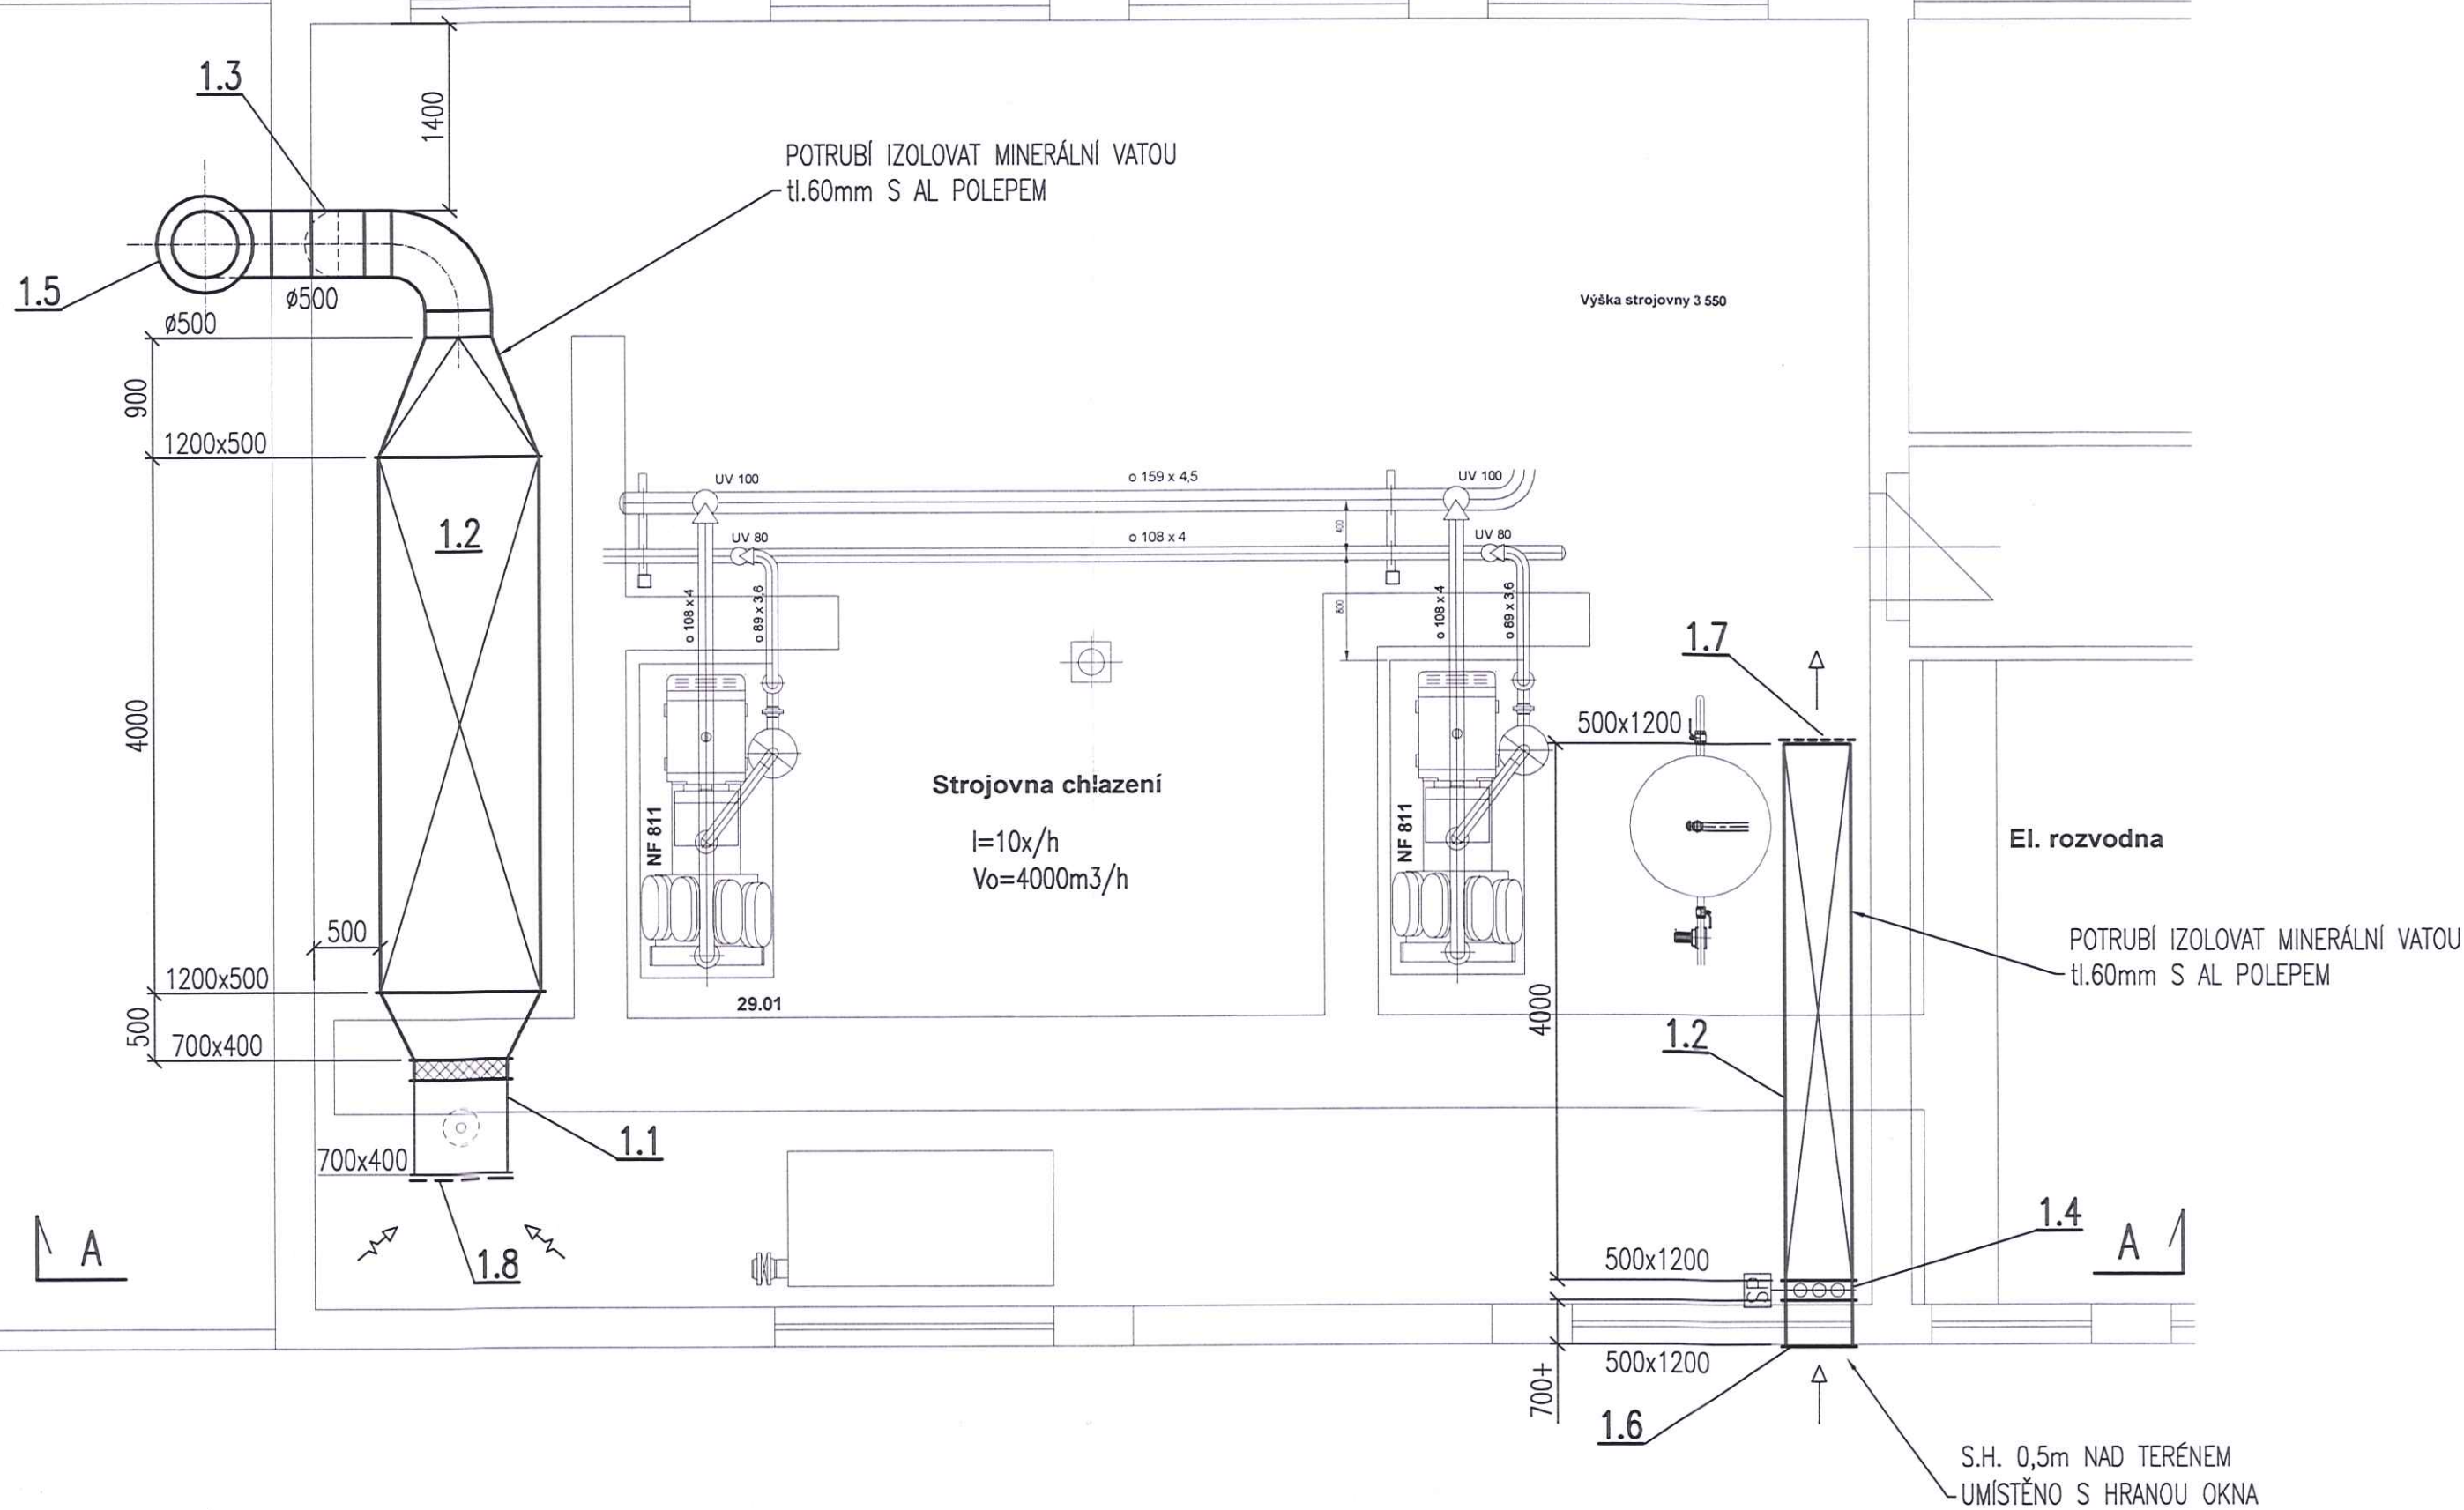 1.3
1400
POTRUBÍ IZOLOVAT MINERÁLNÍ VATOU
tl.60mm S AL POLEPEM
1.5
ø500
ø500
Výška strojovny 3 550
900
1200x500
1.2
UV 100
o 159 x 4,5
UV 100
UV 80
o 108 x 4
UV 80
400
o 108 x 4
o 89 x 3,6
800
o 108 x 4
o 89 x 3,6
1.7
4000
500x1200
Strojovna chlazení
I=10x/h
Vo=4000m3/h
NF 811
NF 811
El. rozvodna
POTRUBÍ IZOLOVAT MINERÁLNÍ VATOU
tl.60mm S AL POLEPEM
500
1200x500
29.01
4000
500
700x400
1.2
1.1
700x400
1.8
A
1.4
A
500x1200
SP
500x1200
700+
1.6
S.H. 0,5m NAD TERÉNEM
UMÍSTĚNO S HRANOU OKNA